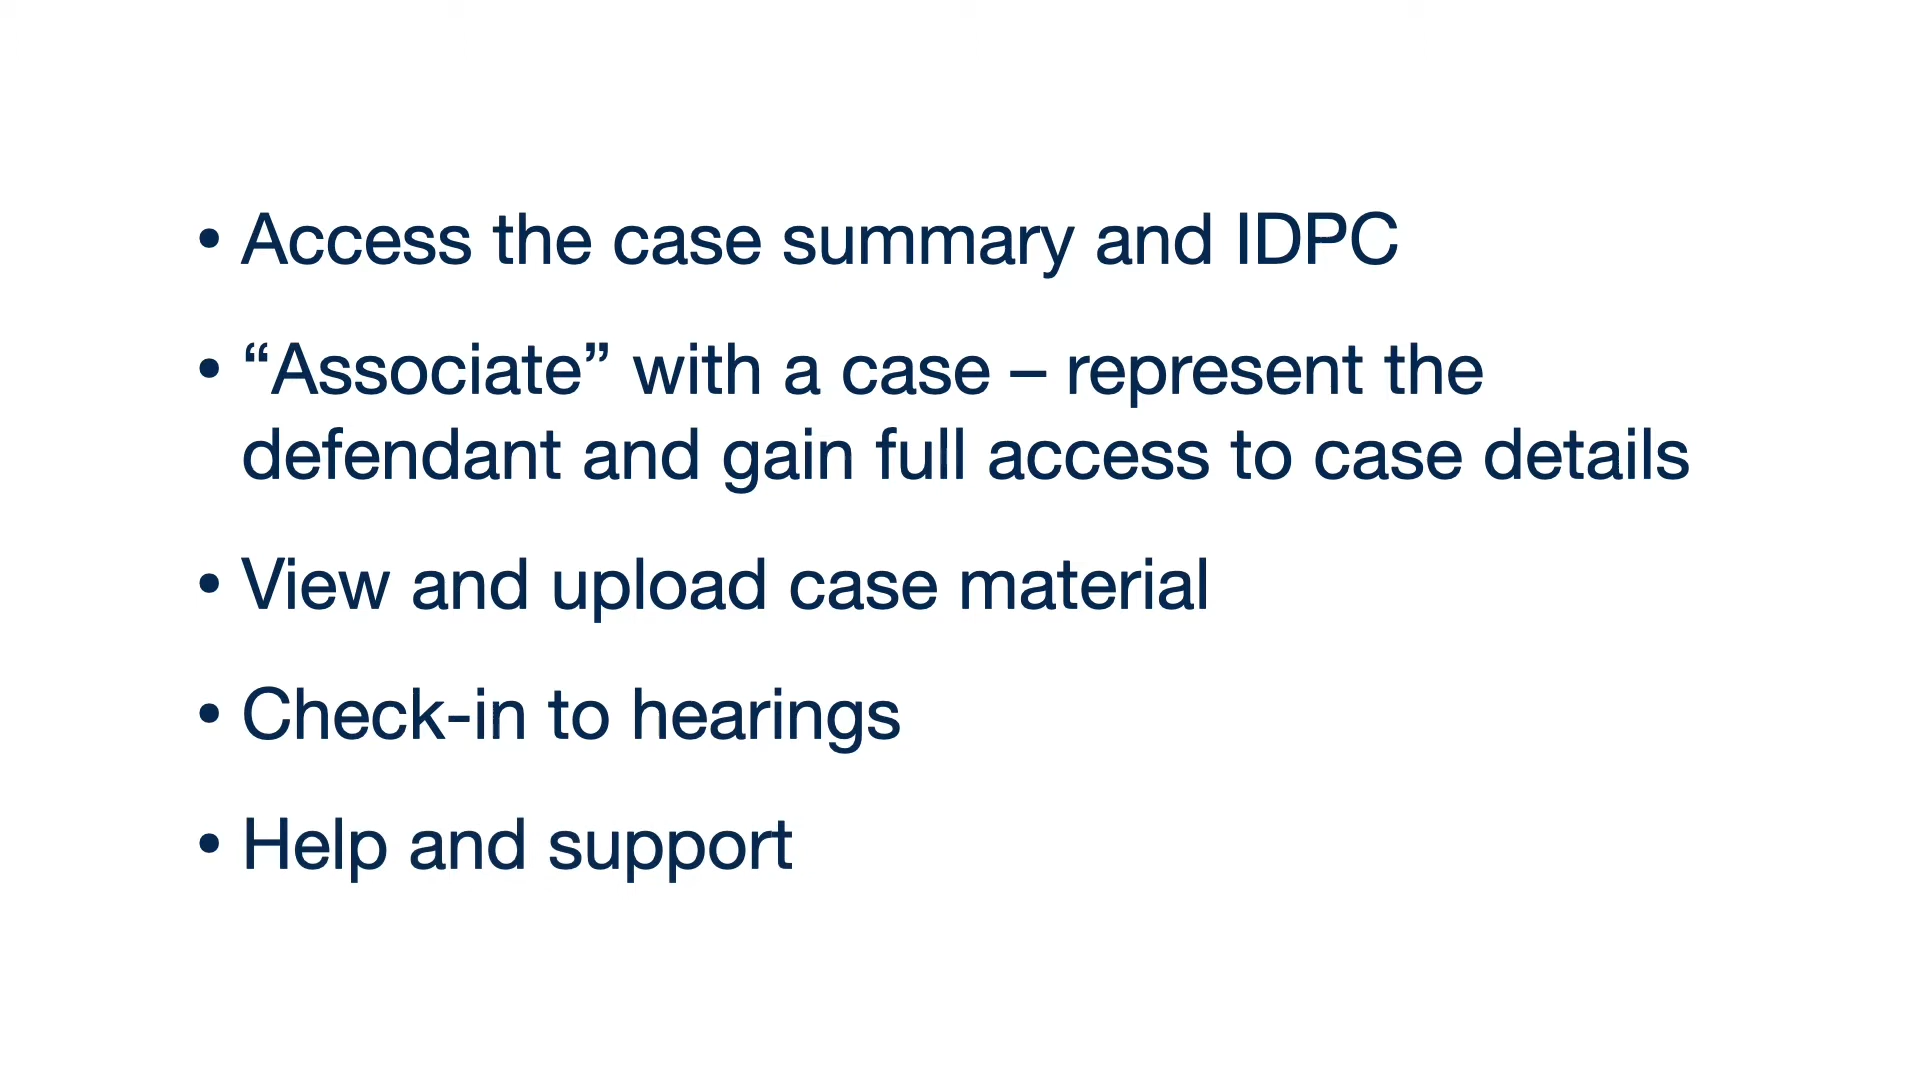 • Access the case summary and IDPC
• “Associate” with a case – represent the
defendant and gain full access to case details
• View and upload case material
• Check-in to hearings
• Help and support